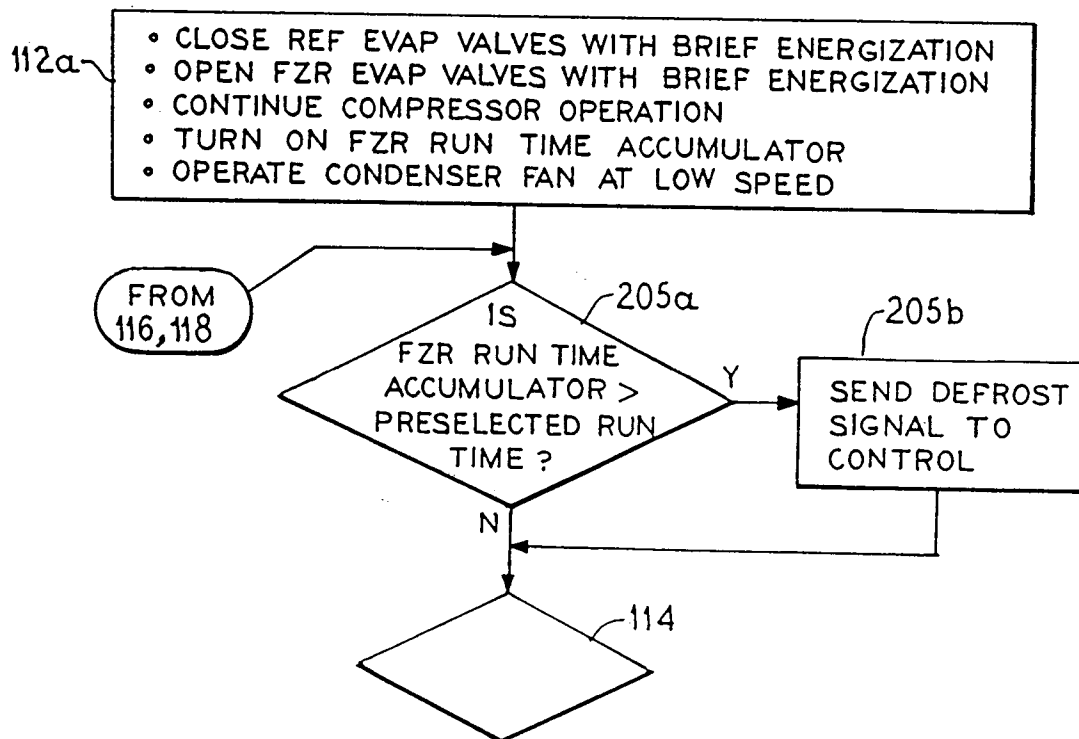 112a
• CLOSE REF EVAP VALVES WITH BRIEF ENERGIZATION
• OPEN FZR EVAP VALVES WITH BRIEF ENERGIZATION
• CONTINUE COMPRESSOR OPERATION
• TURN ON FZR RUN TIME ACCUMULATOR
• OPERATE CONDENSER FAN AT LOW SPEED
FROM
116, 118
205a
IS
FZR RUN TIME
ACCUMULATOR >
PRESELECTED RUN
TIME ?
Y
N
205b
SEND DEFROST
SIGNAL TO
CONTROL
114